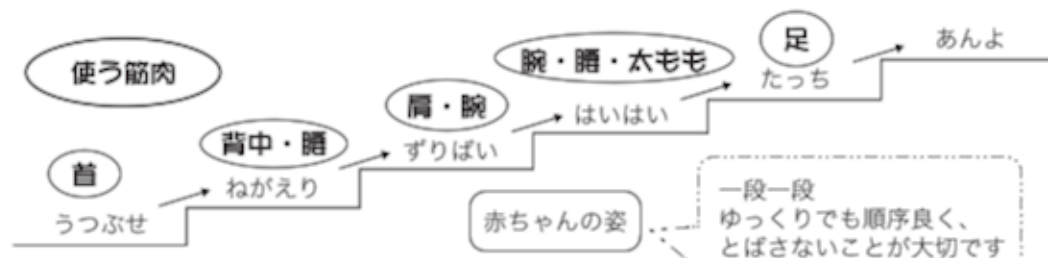 使う筋肉
首
うつぶせ
背中・腰
ねがえり
肩・腕
ずりばい
腕・腰・太もも
はいはい
足
たっち
あんよ
赤ちゃんの姿
一段一段
ゆっくりでも順序良く、
とばさないことが大切です